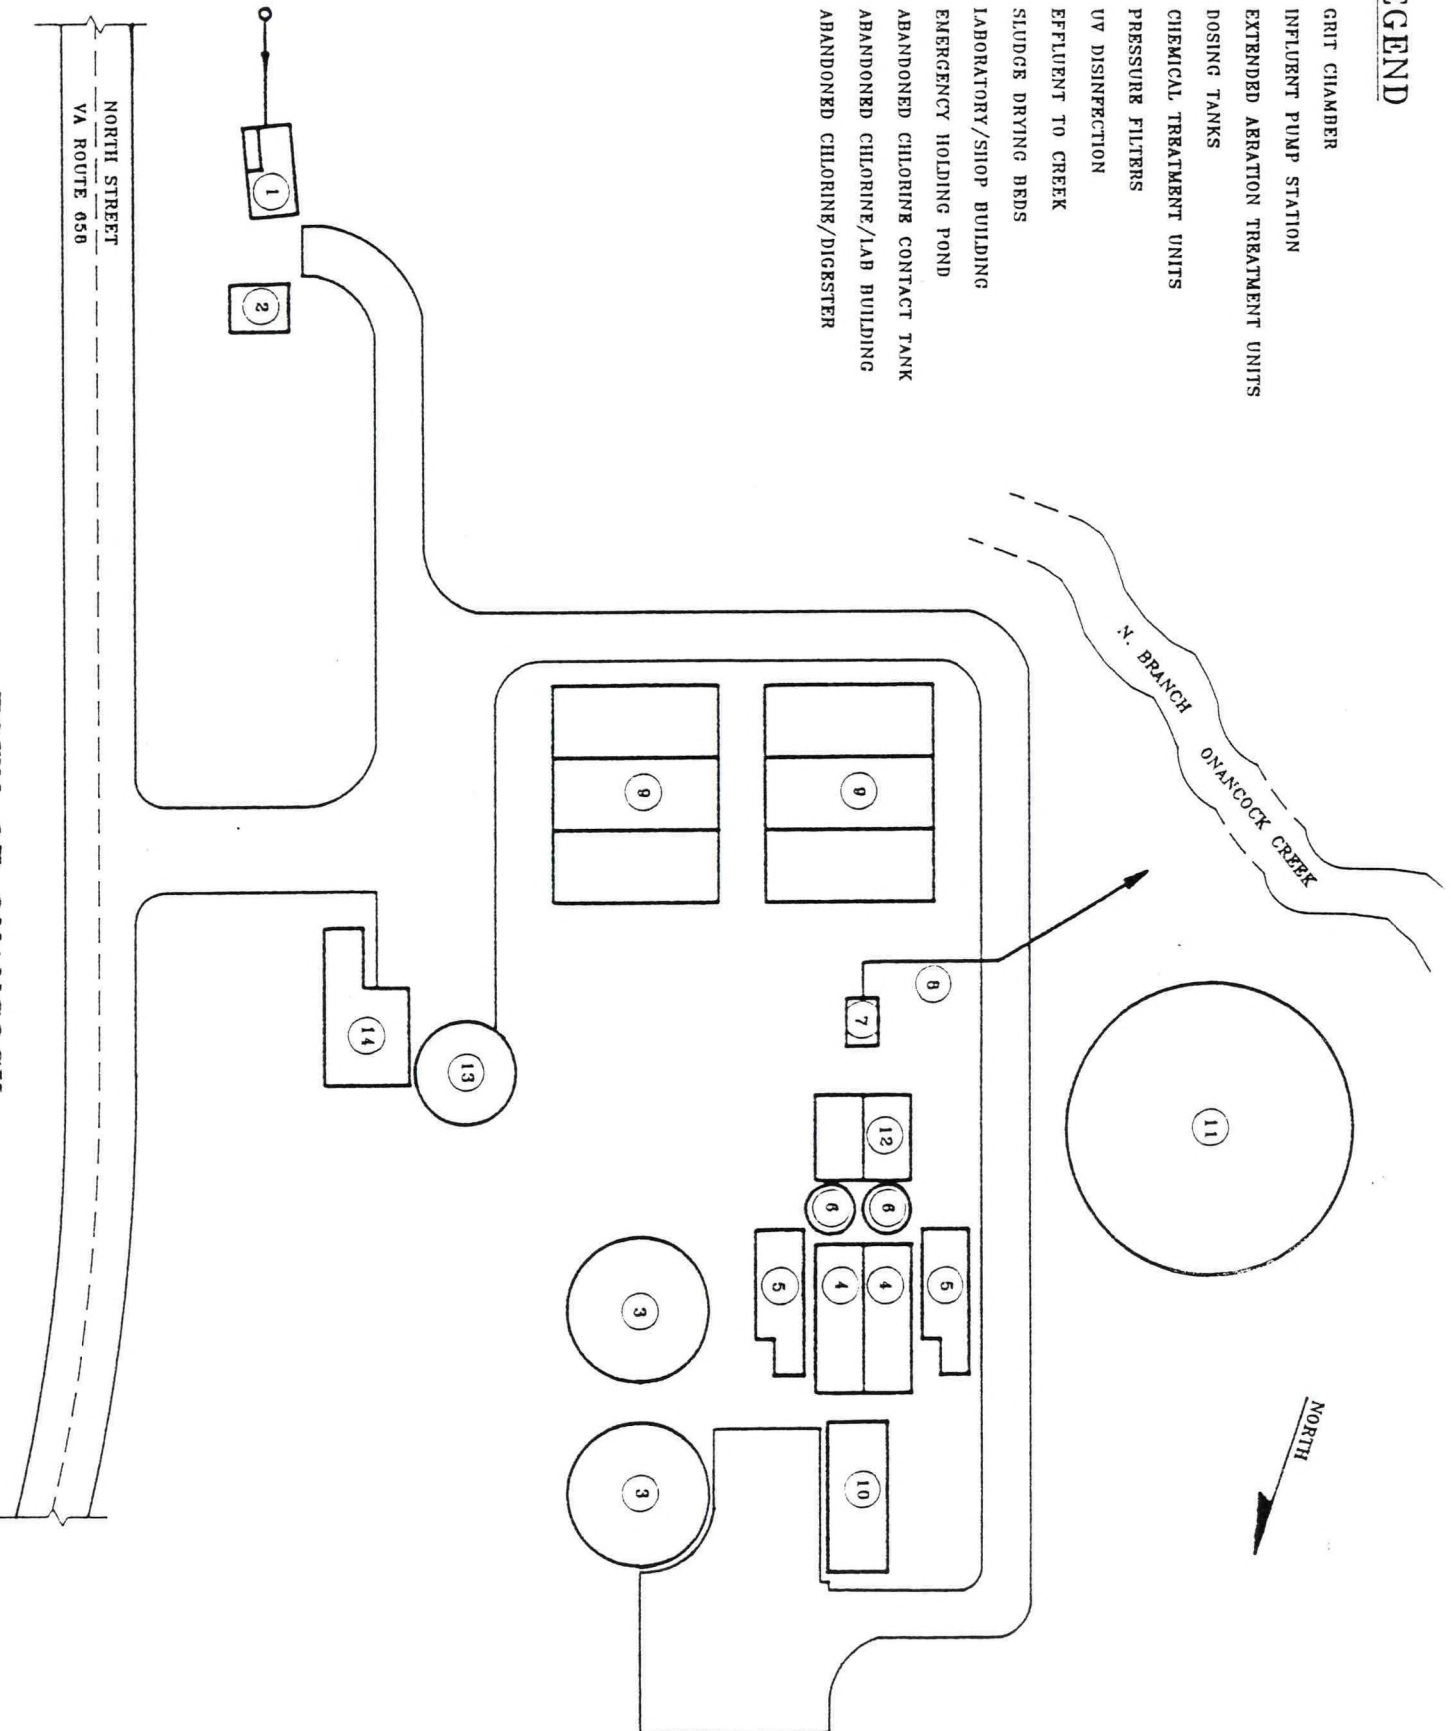 EGEND
GRIT CHAMBER
INFLUENT PUMP STATION
EXTENDED AERATION TREATMENT UNITS
DOSING TANKS
CHEMICAL TREATMENT UNITS
PRESSURE FILTERS
UV DISINFECTION
EFFLUENT TO CREEK
SLUDGE DRYING BEDS
LABORATORY/SHOP BUILDING
EMERGENCY HOLDING POND
ABANDONED CHLORINE CONTACT TANK
ABANDONED CHLORINE/LAB BUILDING
ABANDONED CHLORINE/DIGESTER
N. BRANCH ONANCOCK CREEK
NORTH
11
8
5
12
6
4
9
7
10
6
4
5
9
3
3
13
14
1
2
NORTH STREET
VA ROUTE 658